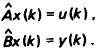 Âx(k) = u(k),
B̂x(k) = y(k).